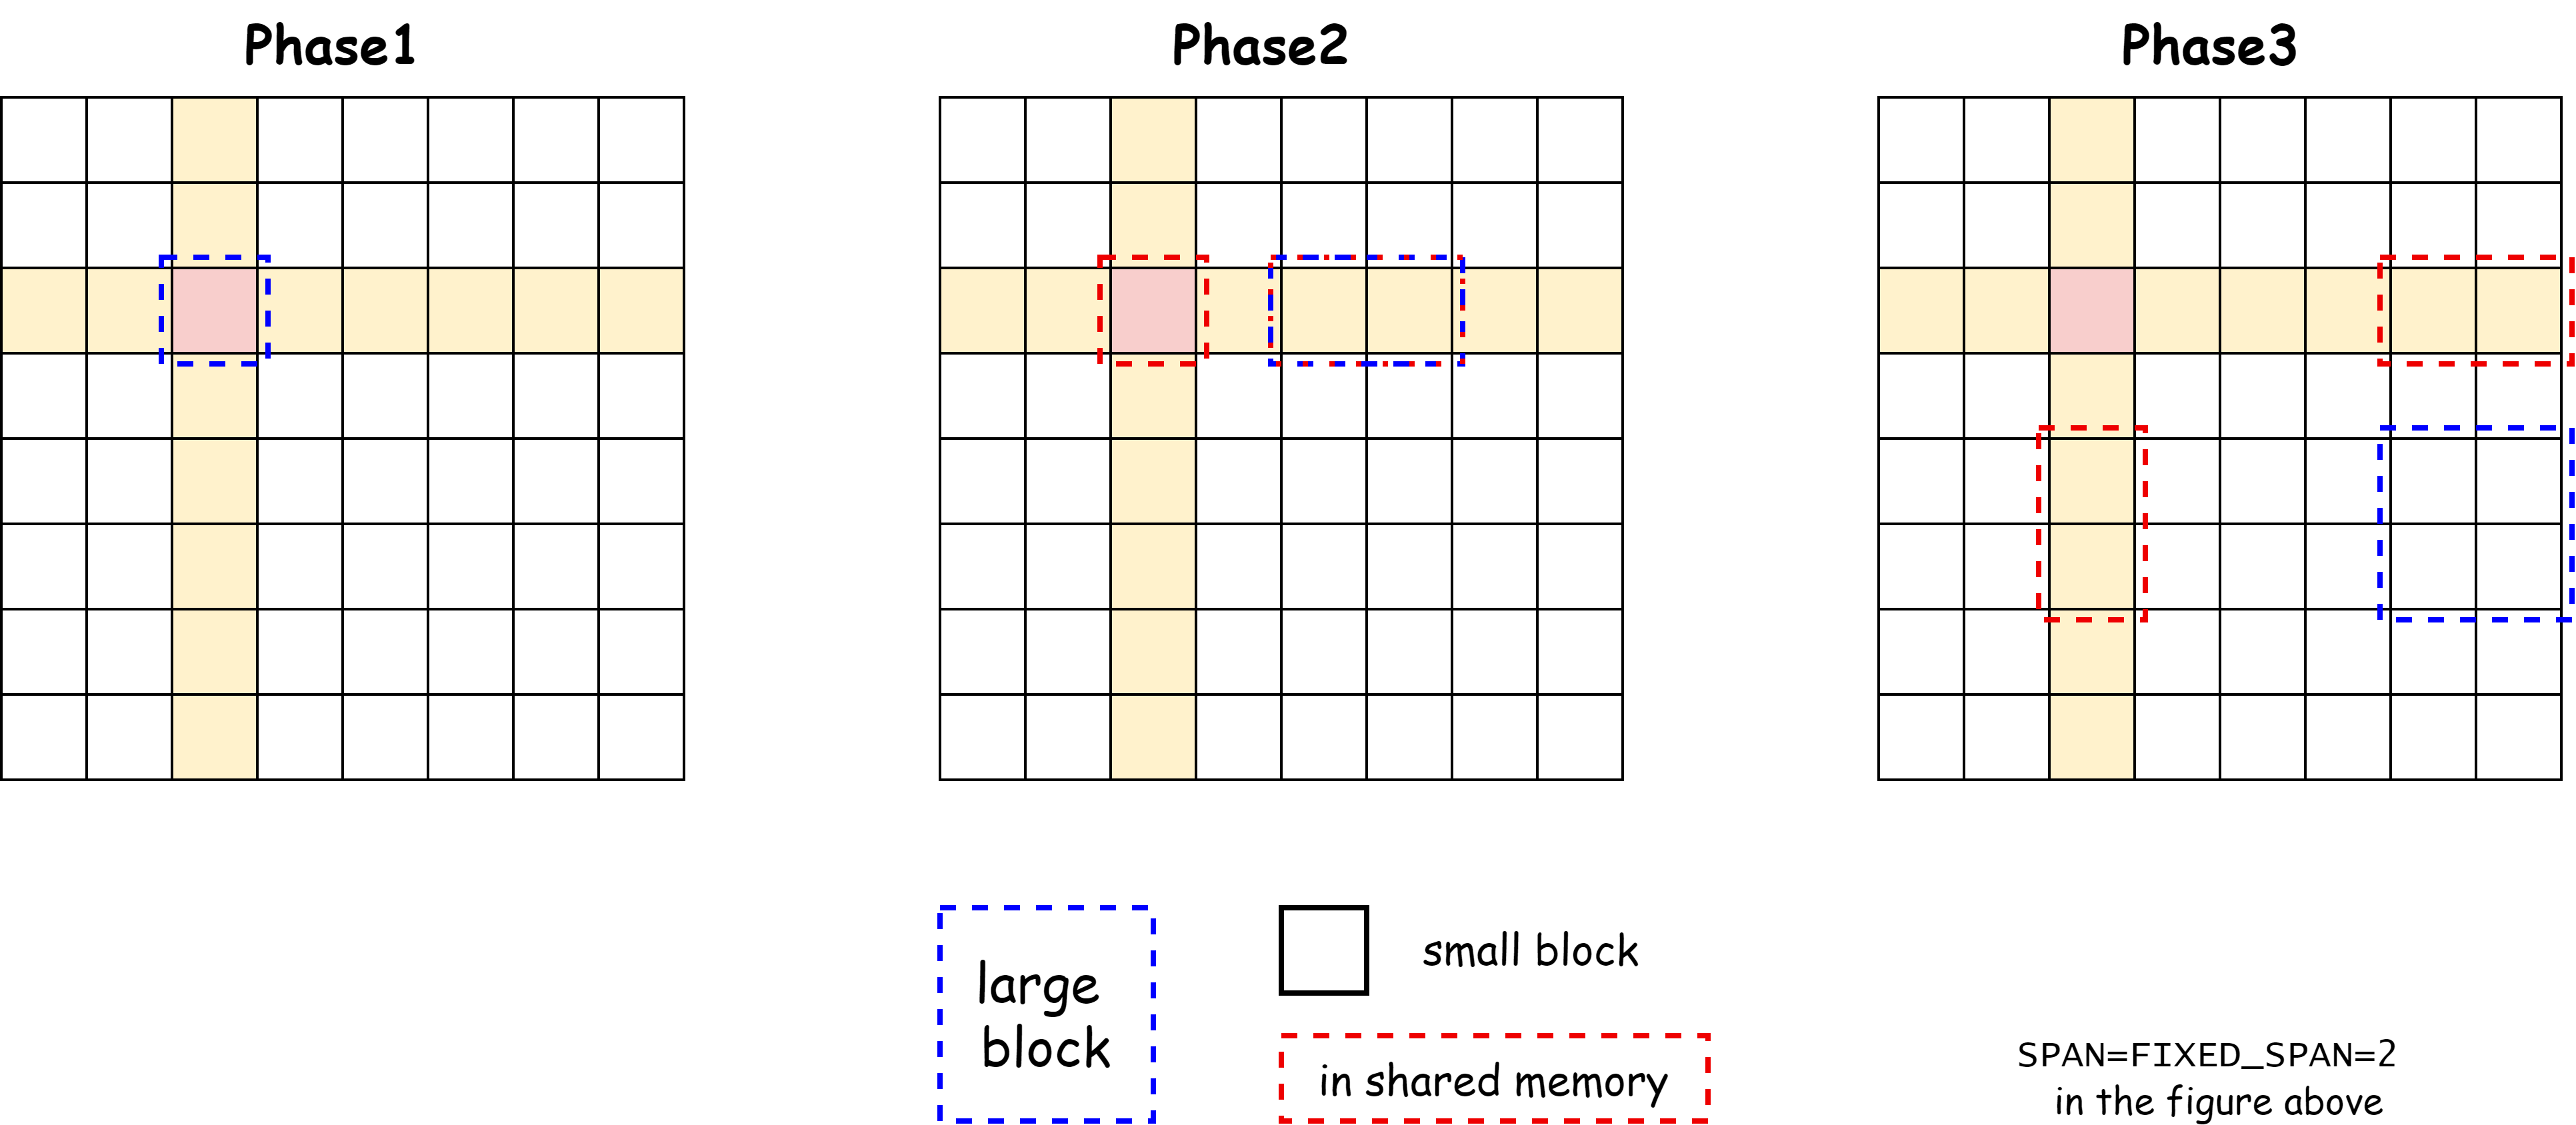 Phase1
Phase2
Phase3
large
block
small block
in shared memory
SPAN=FIXED_SPAN=2
in the figure above